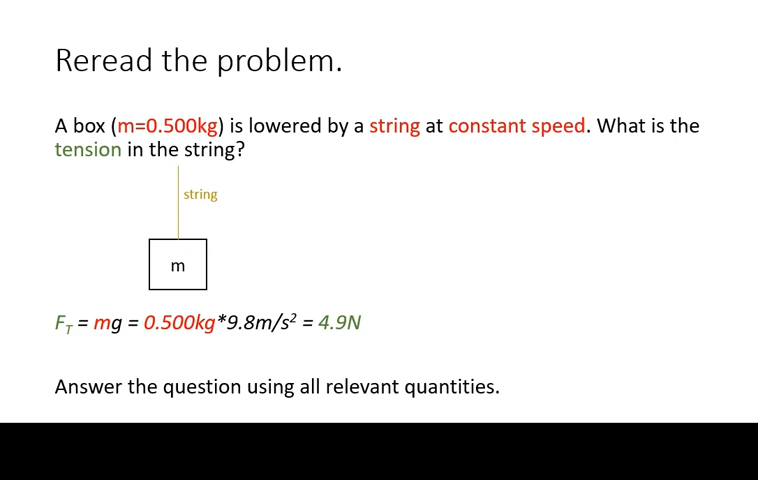 Reread the problem.
A box (m=0.500kg) is lowered by a string at constant speed. What is the
tension in the string?
string
m
F_T = mg = 0.500kg*9.8m/s² = 4.9N
Answer the question using all relevant quantities.